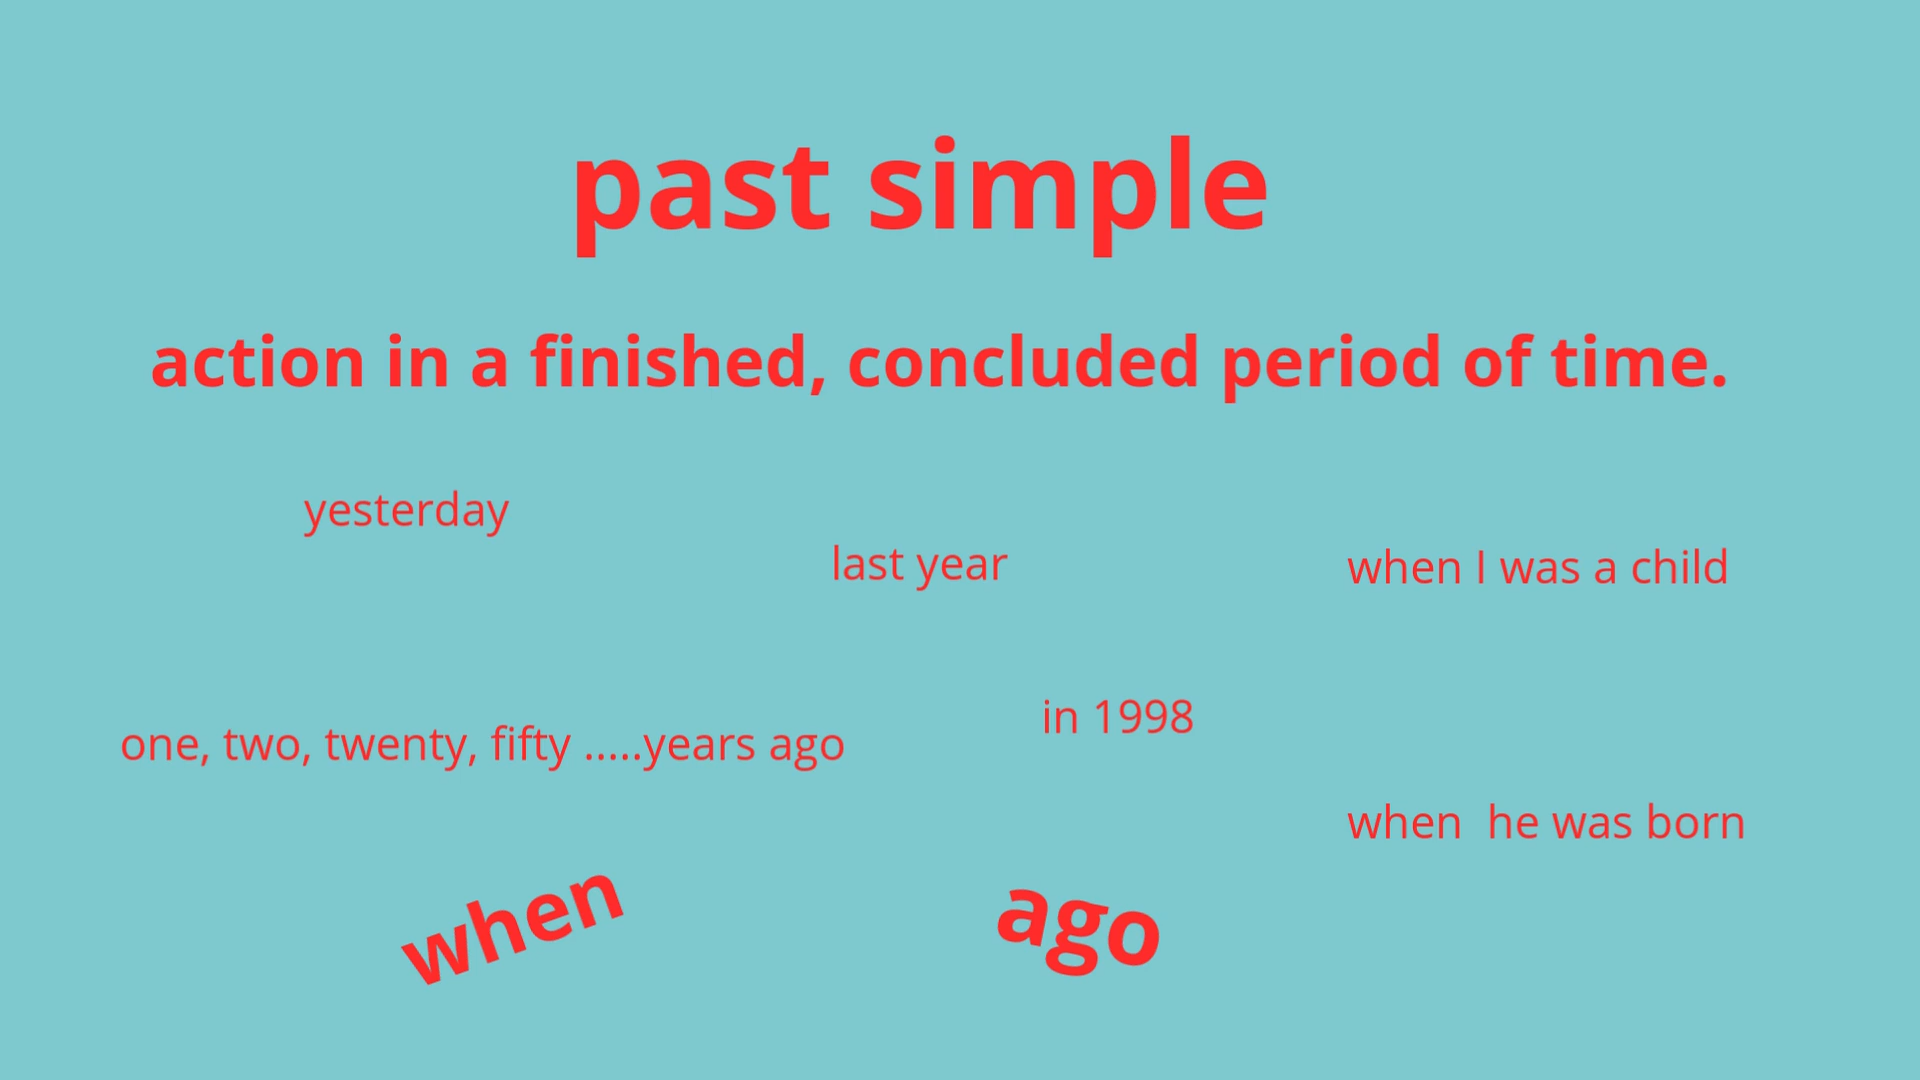 past simple
action in a finished, concluded period of time.
yesterday
last year
when I was a child
one, two, twenty, fifty .....years ago
in 1998
when  he was born
when
ago